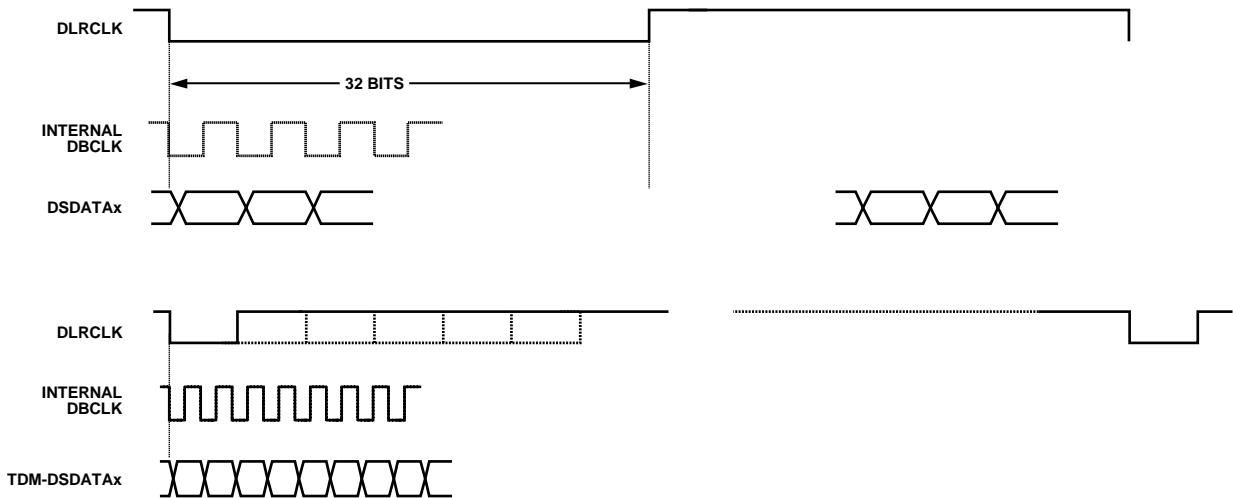 DLRCLK
32 BITS
INTERNAL
DBCLK
DSDATAx
DLRCLK
INTERNAL
DBCLK
TDM-DSDATAx